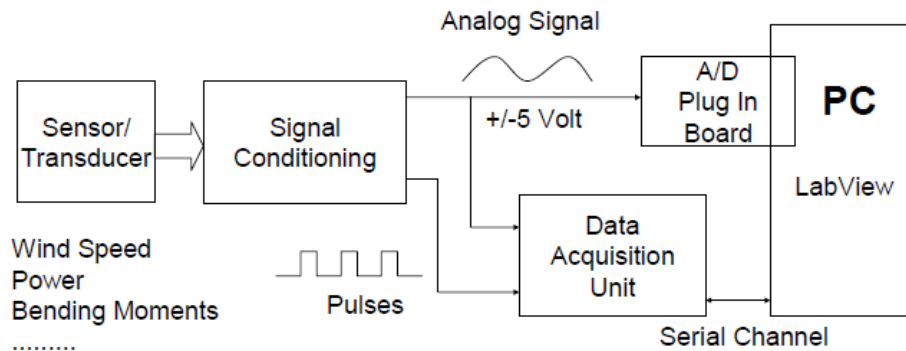 Analog Signal
Sensor/
Transducer
Signal
Conditioning
+/-5 Volt
A/D
Plug In
Board
PC
LabView
Wind Speed
Power
Bending Moments
.........
Pulses
Data
Acquisition
Unit
Serial Channel